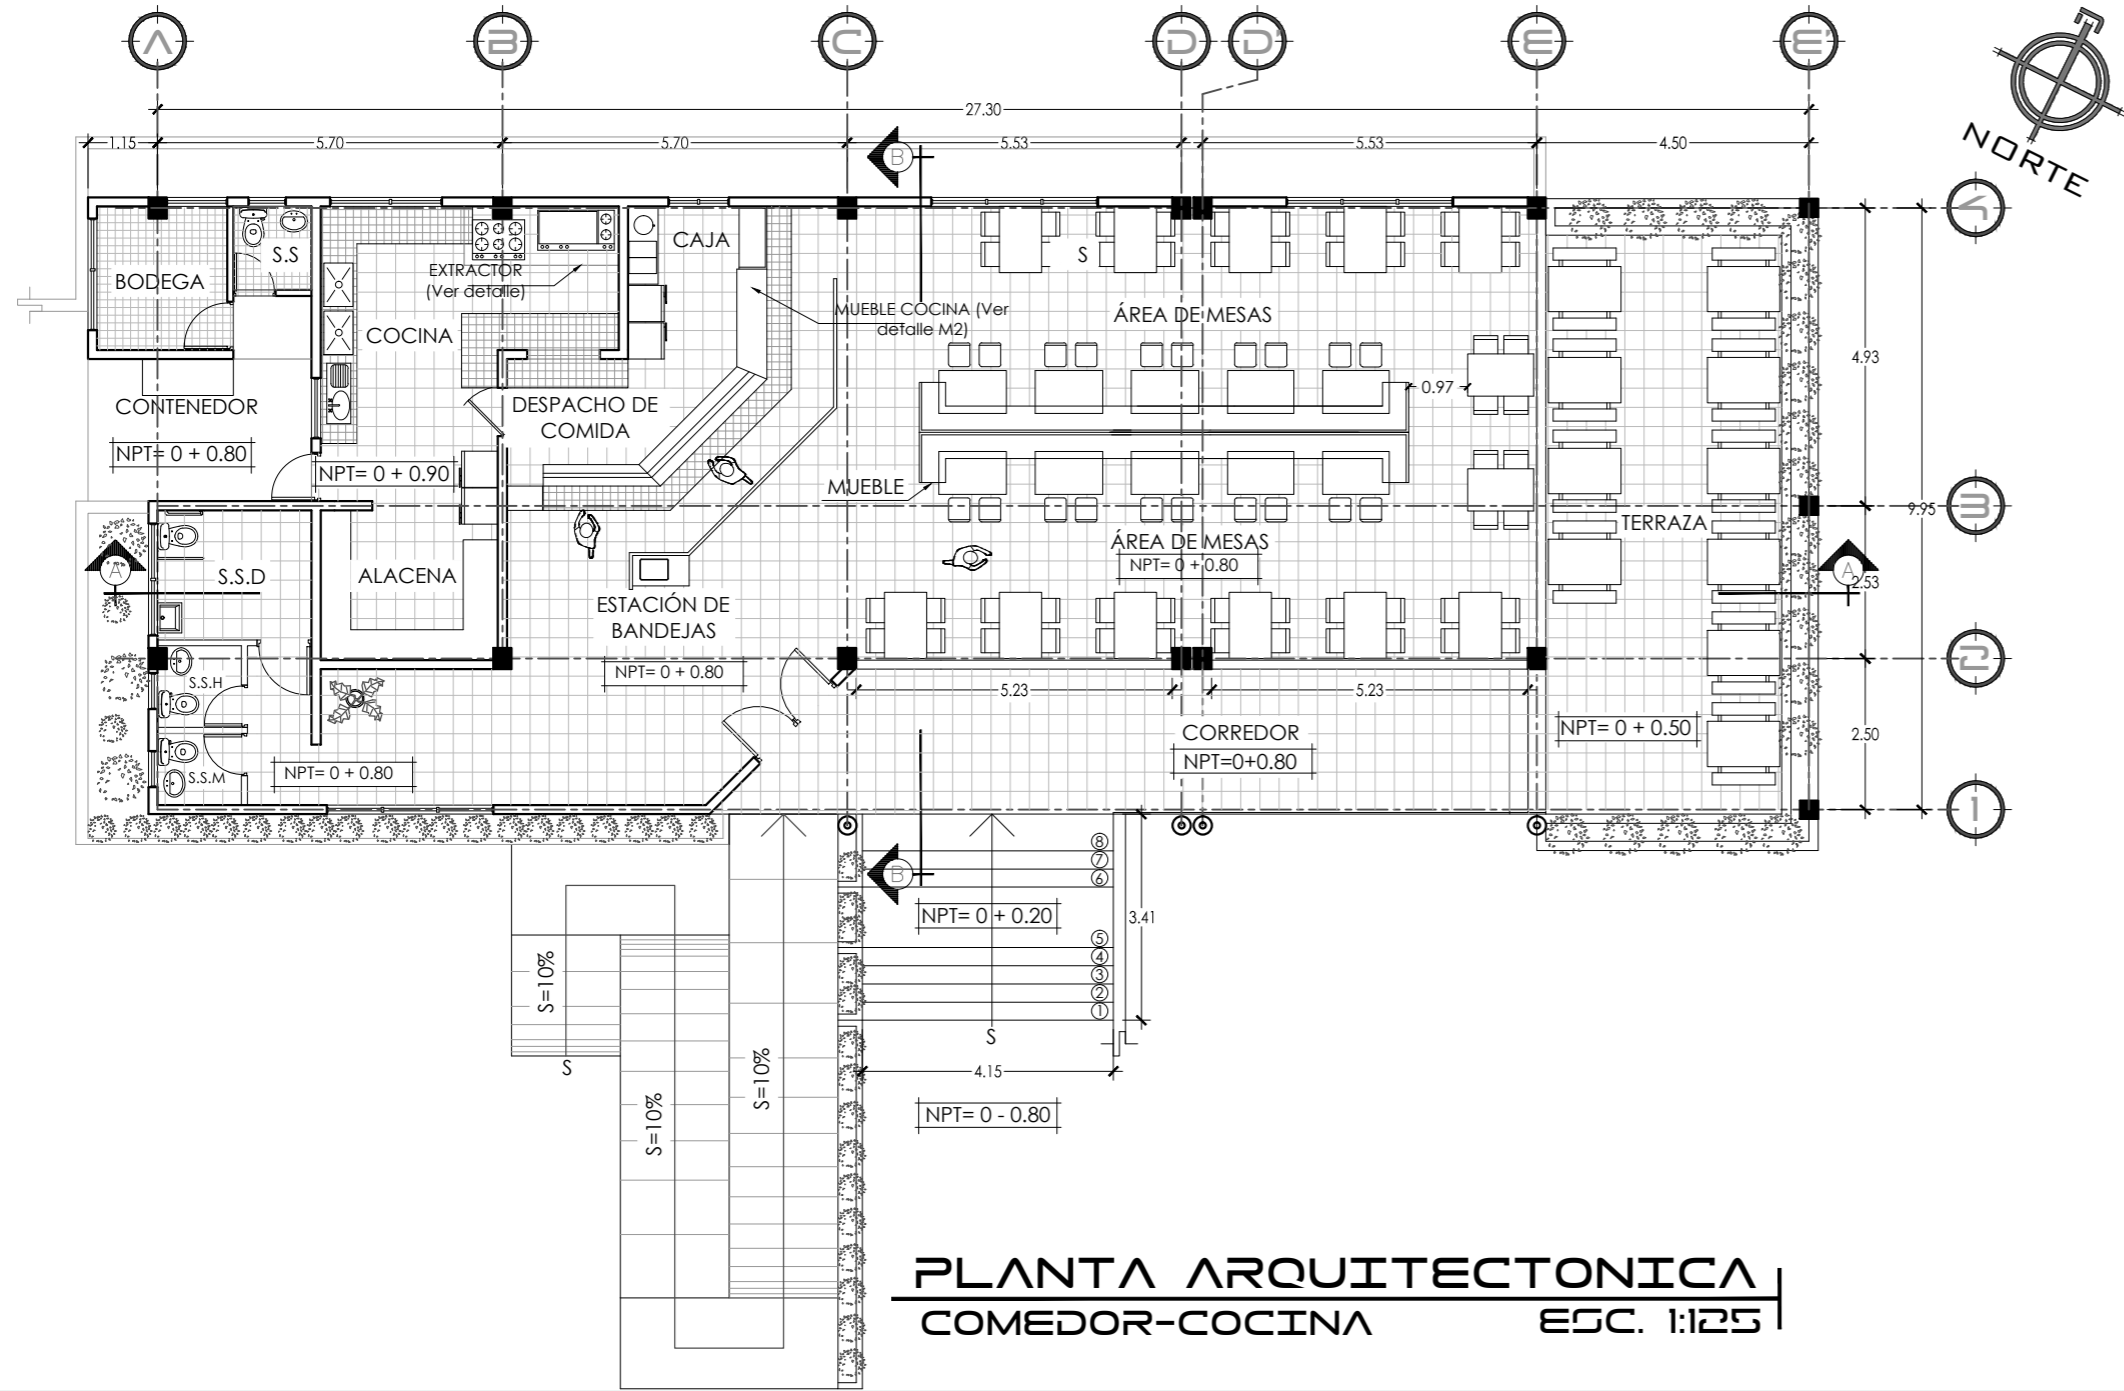 A B C D D' E E'
27.30
1.15 5.70 5.70 5.53 5.53 4.50
NORTE
B
4
BODEGA
S.S
CAJA
S
EXTRACTOR
(Ver detalle)
MUEBLE COCINA (Ver
detalle M2)
ÁREA DE MESAS
COCINA
4.93
0.97
CONTENEDOR
DESPACHO DE
COMIDA
NPT= 0 + 0.80
NPT= 0 + 0.90
MUEBLE
9.95
3
TERRAZA
ÁREA DE MESAS
NPT= 0 + 0.80
A
S.S.D
ALACENA
A
2.53
ESTACIÓN DE
BANDEJAS
NPT= 0 + 0.80
2
S.S.H
5.23 5.23
NPT= 0 + 0.50
CORREDOR
NPT=0+0.80
2.50
S.S.M
NPT= 0 + 0.80
1
8
7
6
B
NPT= 0 + 0.20
3.41
5
4
3
2
1
S=10%
S
S
S=10%
S=10%
4.15
NPT= 0 - 0.80
PLANTA ARQUITECTONICA
COMEDOR-COCINA ESC. 1:125